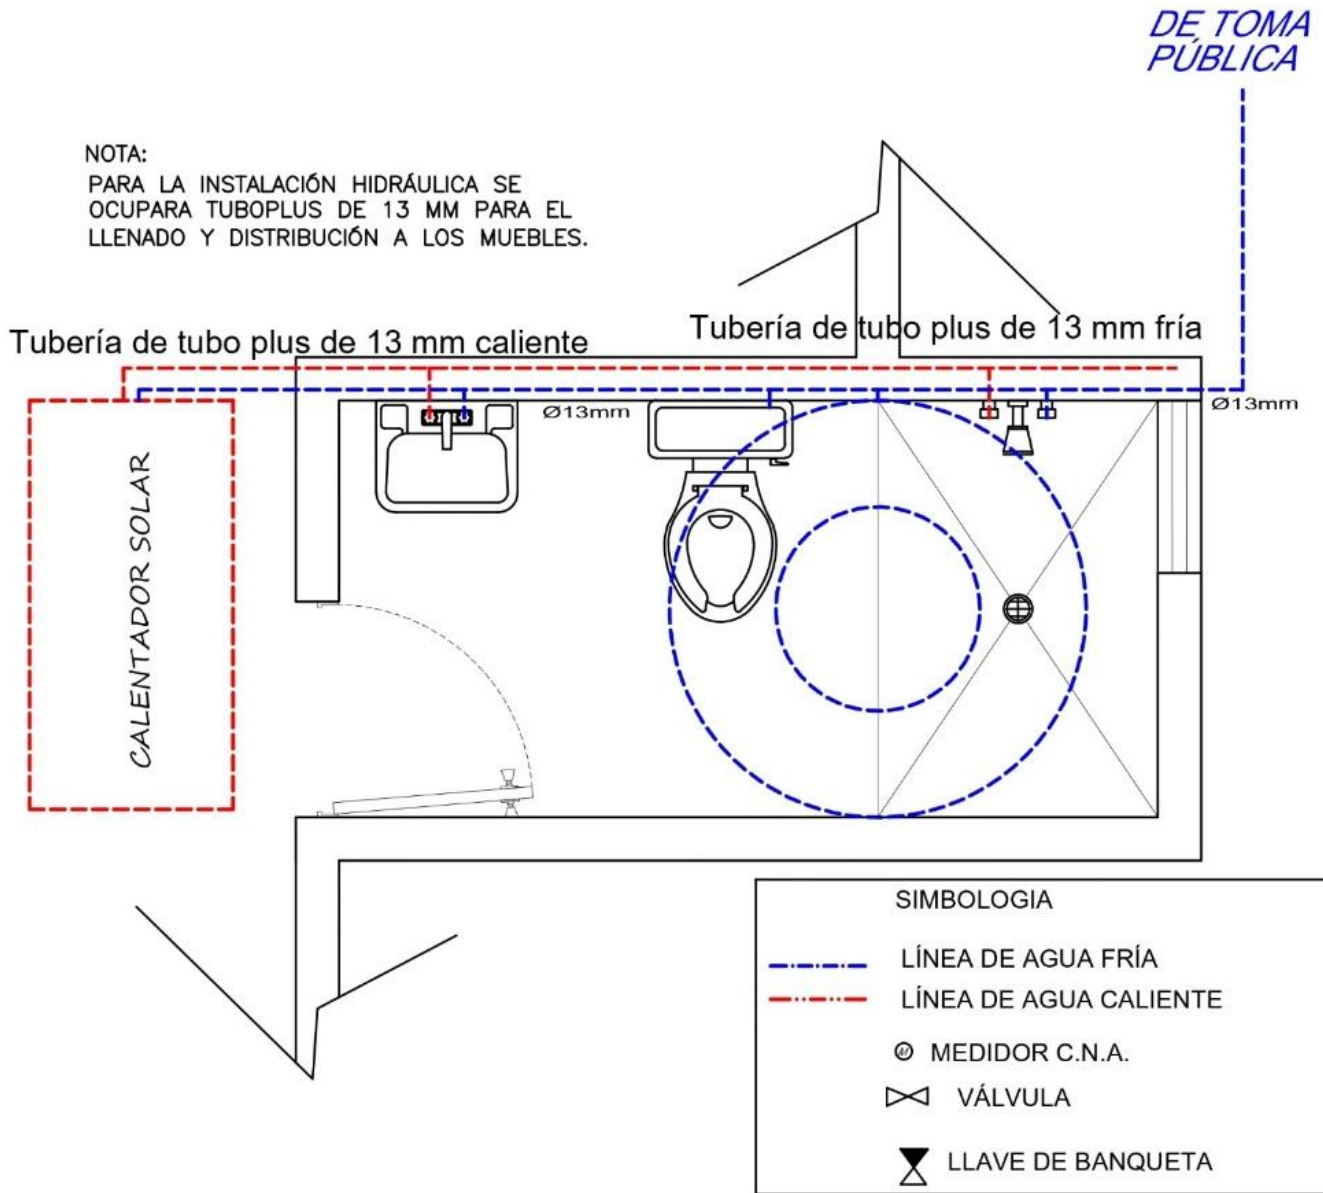 DE TOMA
PÚBLICA
NOTA:
PARA LA INSTALACIÓN HIDRÁULICA SE
OCUPARA TUBOPLUS DE 13 MM PARA EL
LLENADO Y DISTRIBUCIÓN A LOS MUEBLES.
Tubería de tubo plus de 13 mm caliente
Tubería de tubo plus de 13 mm fría
Ø13mm
Ø13mm
CALENTADOR SOLAR
SIMBOLOGIA
LÍNEA DE AGUA FRÍA
LÍNEA DE AGUA CALIENTE
M MEDIDOR C.N.A.
VÁLVULA
LLAVE DE BANQUETA